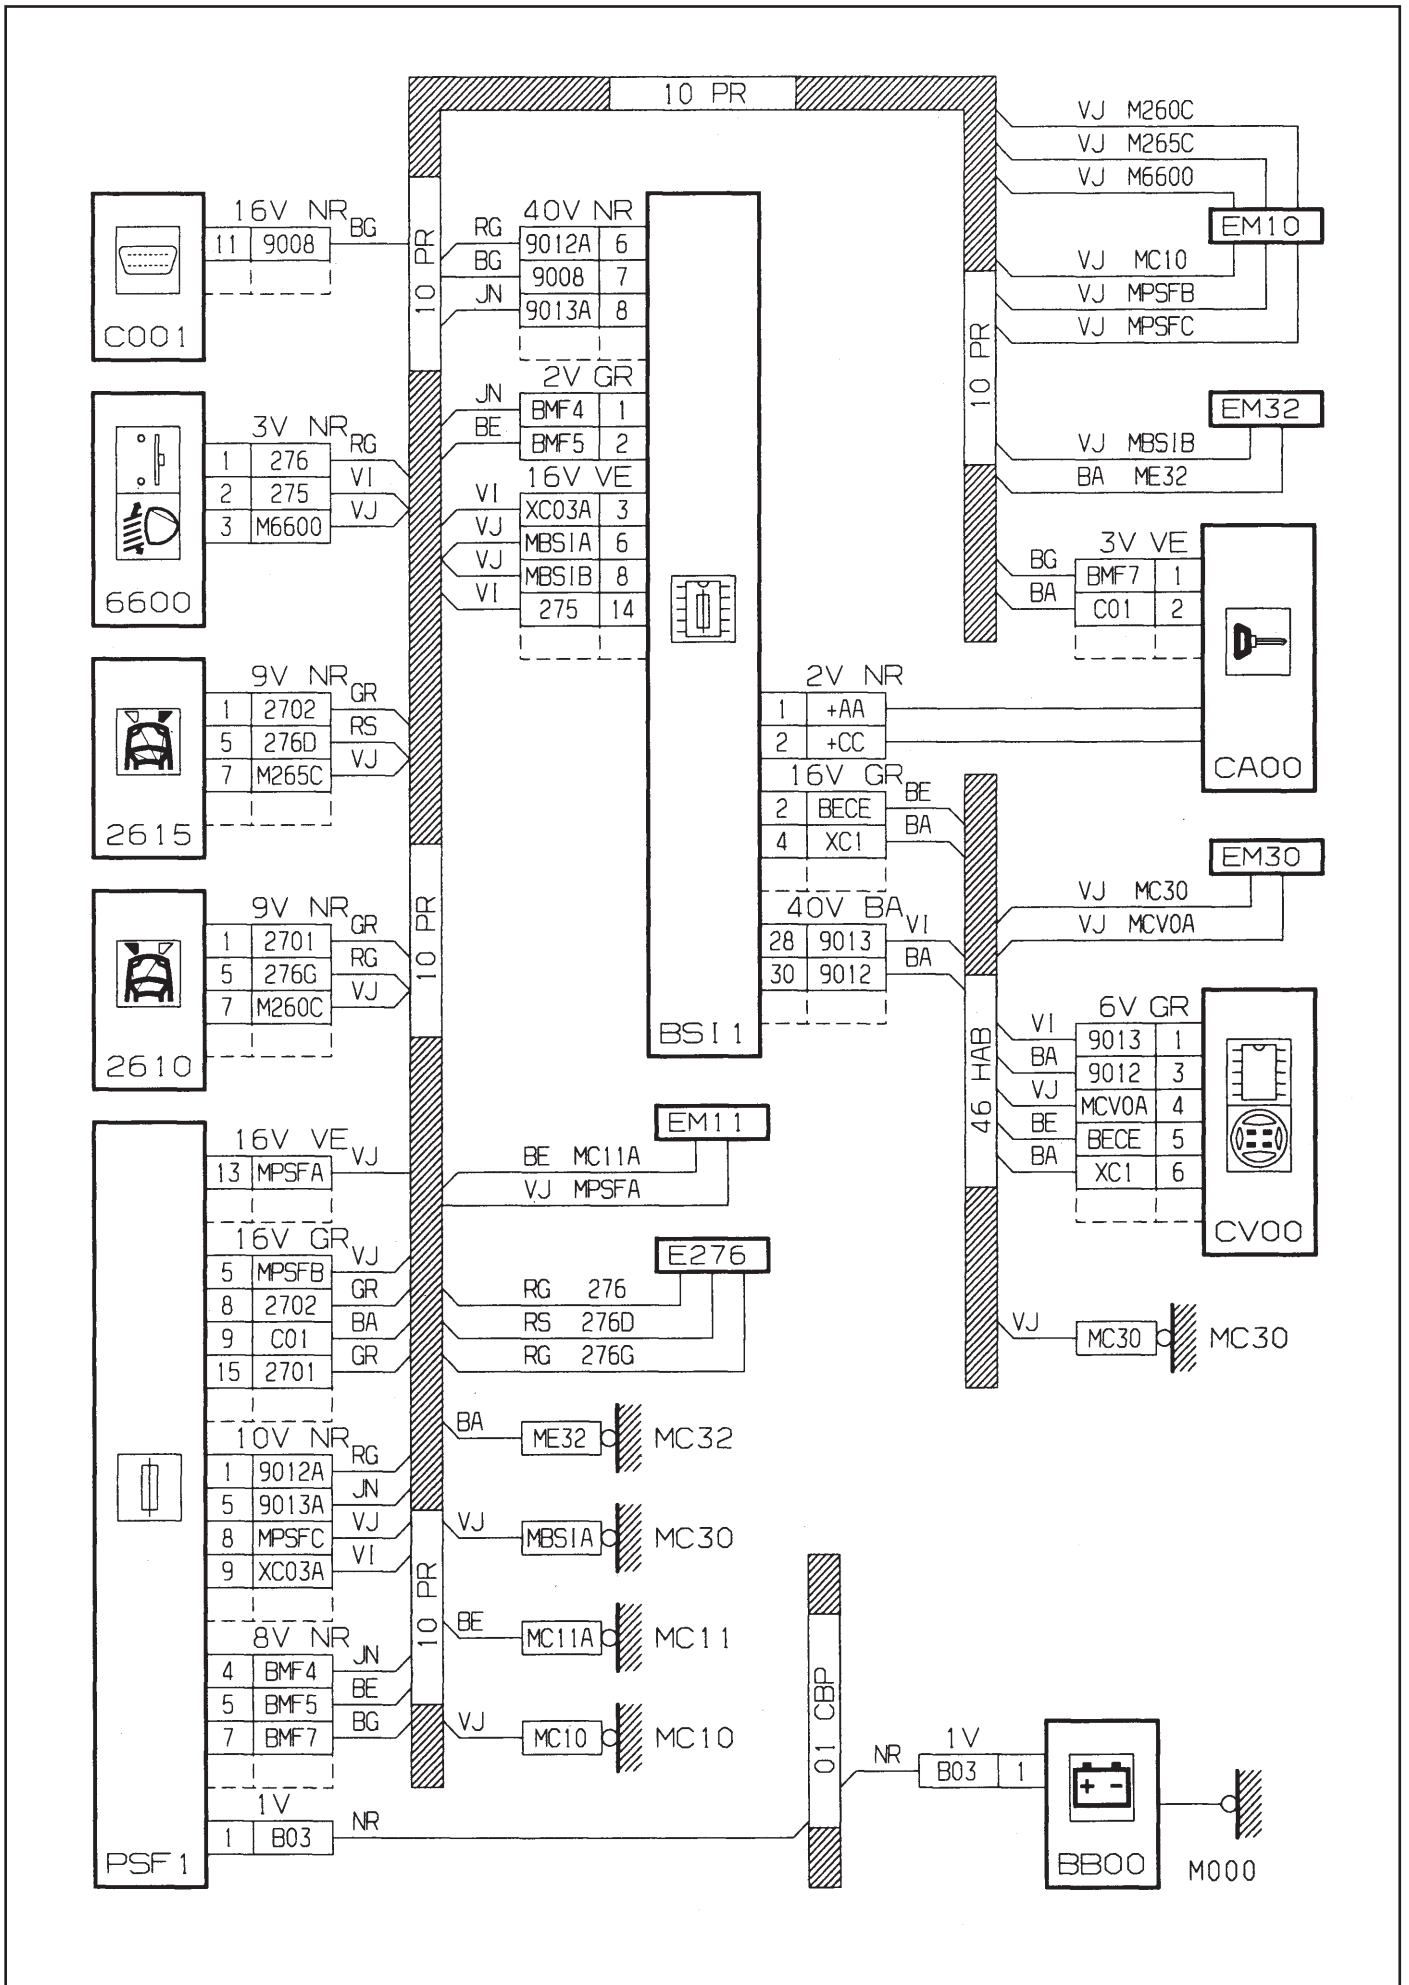 10 PR
VJ M260C
VJ M265C
VJ M6600
EM10
VJ MC10
VJ MPSFB
VJ MPSFC
10 PR
EM32
VJ MBSIB
BA ME32
16V NR
BG
11 9008
C001
10 PR
40V NR
RG
9012A 6
BG
9008 7
JN
9013A 8
2V GR
JN
BMF4 1
BE
BMF5 2
16V VE
VI
XC03A 3
VJ
MBSIA 6
VJ
MBSIB 8
VI
275 14
3V NR
RG
1 276
VI
2 275
VJ
3 M6600
6600
3V VE
BG
BMF7 1
BA
C01 2
CA00
9V NR
GR
1 2702
RS
5 276D
VJ
7 M265C
2615
2V NR
1 +AA
2 +CC
16V GR
BE
2 BECE
BA
4 XC1
40V BA
VI
28 9013
BA
30 9012
BSI1
9V NR
GR
1 2701
RG
5 276G
VJ
7 M260C
2610
10 PR
EM30
VJ MC30
VJ MCV0A
46 HAB
6V GR
VI
9013 1
BA
9012 3
VJ
MCV0A 4
BE
BECE 5
BA
XC1 6
CV00
VJ
MC30
MC30
EM11
BE MC11A
VJ MPSFA
E276
RG 276
RS 276D
RG 276G
16V VE
VJ
13 MPSFA
16V GR
VJ
5 MPSFB
GR
8 2702
BA
9 C01
GR
15 2701
10V NR
RG
1 9012A
JN
5 9013A
VJ
8 MPSFC
VI
9 XC03A
8V NR
JN
4 BMF4
BE
5 BMF5
BG
7 BMF7
1V
NR
1 B03
PSF1
10 PR
BA
ME32
MC32
VJ
MBSIA
MC30
BE
MC11A
MC11
VJ
MC10
MC10
01 CBP
NR
1V
B03 1
BB00
M000